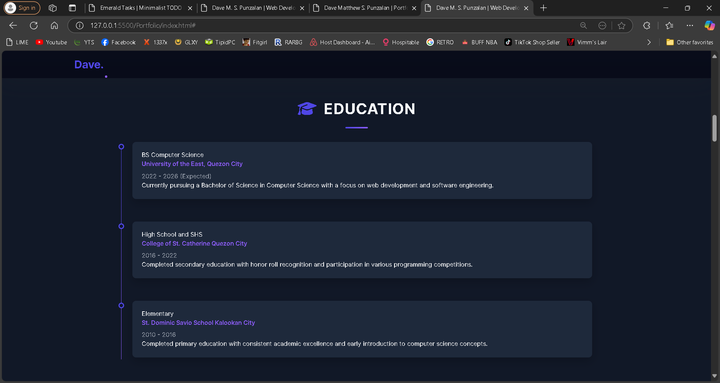 Sign in
Emerald Tasks | Minimalist TODO
Dave M. S. Punzalan | Web Develo
Dave Matthew S. Punzalan | Portf
Dave M. S. Punzalan | Web Develo
127.0.0.1:5500/Portfolio/index.html#
LIME
Youtube
YTS
Facebook
1337x
GLXY
TipidPC
Fitgirl
RARBG
Host Dashboard - Ai...
Hospitable
RETRO
BUFF NBA
TikTok Shop Seller
Vimm's Lair
Other favorites
Dave.
EDUCATION
BS Computer Science
University of the East, Quezon City
2022 - 2026 (Expected)
Currently pursuing a Bachelor of Science in Computer Science with a focus on web development and software engineering.
High School and SHS
College of St. Catherine Quezon City
2016 - 2022
Completed secondary education with honor roll recognition and participation in various programming competitions.
Elementary
St. Dominic Savio School Kalookan City
2010 - 2016
Completed primary education with consistent academic excellence and early introduction to computer science concepts.